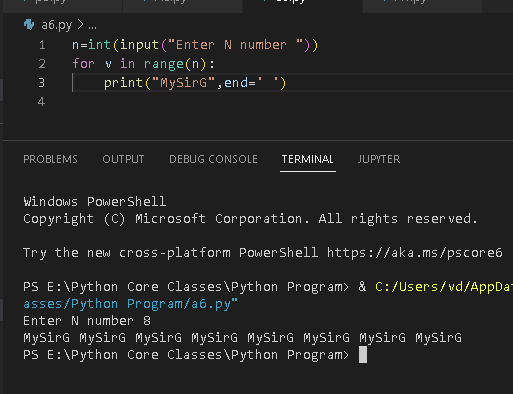 a6.py > ...
1 n=int(input("Enter N number "))
2 for v in range(n):
3     print("MySirG",end=' ')
4
PROBLEMS OUTPUT DEBUG CONSOLE TERMINAL JUPYTER
Windows PowerShell
Copyright (C) Microsoft Corporation. All rights reserved.
Try the new cross-platform PowerShell https://aka.ms/pscore6
PS E:\Python Core Classes\Python Program> & C:/Users/vd/AppDat
asses/Python Program/a6.py"
Enter N number 8
MySirG MySirG MySirG MySirG MySirG MySirG MySirG MySirG
PS E:\Python Core Classes\Python Program>